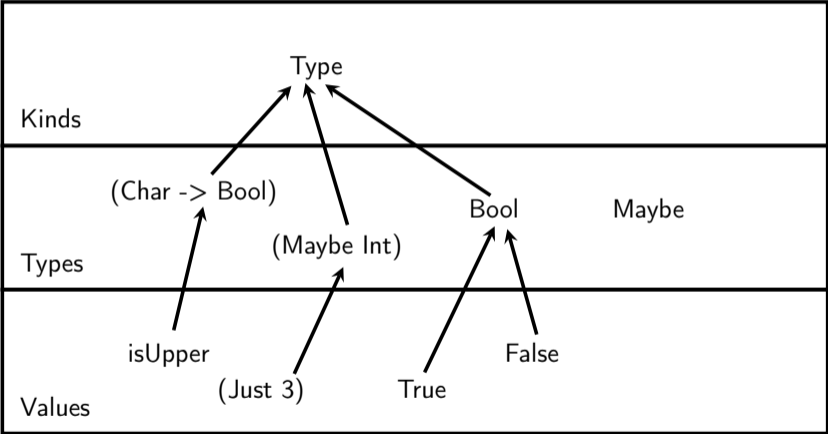 Type
Kinds
(Char -> Bool)
Bool
Maybe
(Maybe Int)
Types
isUpper
False
(Just 3)
True
Values